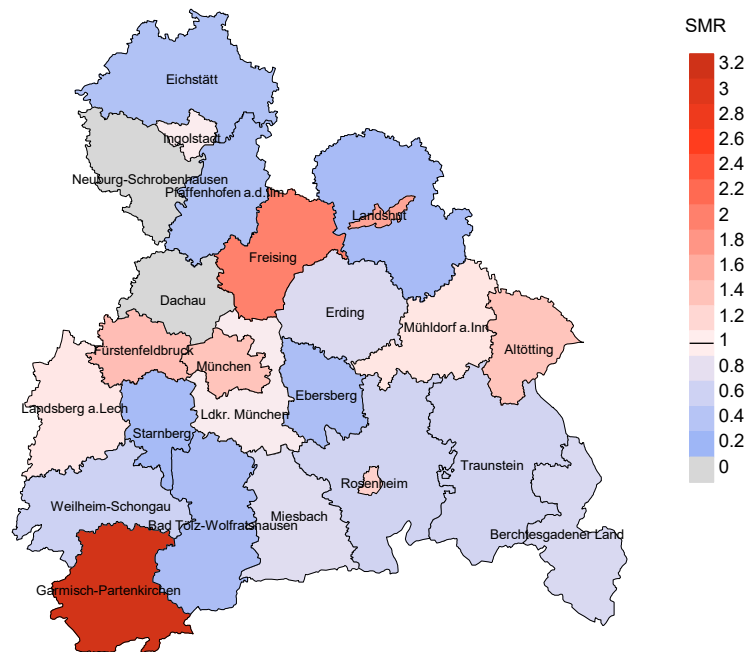 SMR
3.2
3
2.8
2.6
2.4
2.2
2
1.8
1.6
1.4
1.2
1
0.8
0.6
0.4
0.2
0
Eichstätt
Ingolstadt
Neuburg-Schrobenhausen
Pfaffenhofen a.d.Ilm
Landshut
Freising
Dachau
Erding
Mühldorf a.Inn
Altötting
Fürstenfeldbruck
München
Ebersberg
Landsberg a.Lech
Ldkr. München
Starnberg
Traunstein
Rosenheim
Weilheim-Schongau
Miesbach
Bad Tölz-Wolfratshausen
Berchtesgadener Land
Garmisch-Partenkirchen